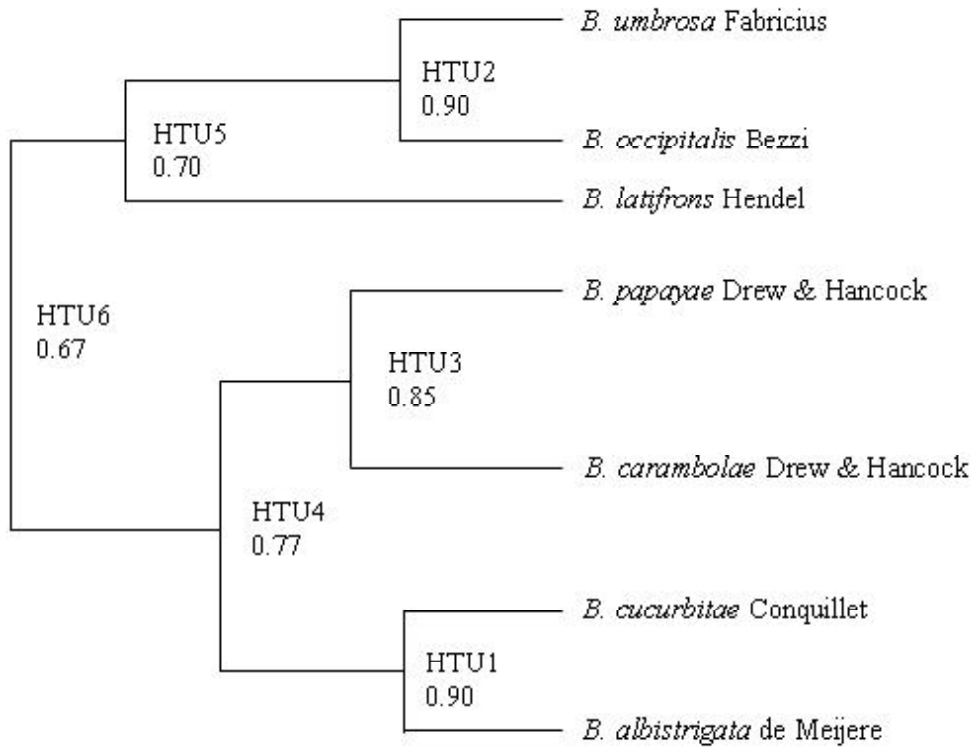 B. umbrosa Fabricius
HTU2
0.90
HTU5
0.70
B. occipitalis Bezzi
B. latifrons Hendel
B. papayae Drew & Hancock
HTU6
0.67
HTU3
0.85
B. carambolae Drew & Hancock
HTU4
0.77
B. cucurbitae Conquillet
HTU1
0.90
B. albistrigata de Meijere